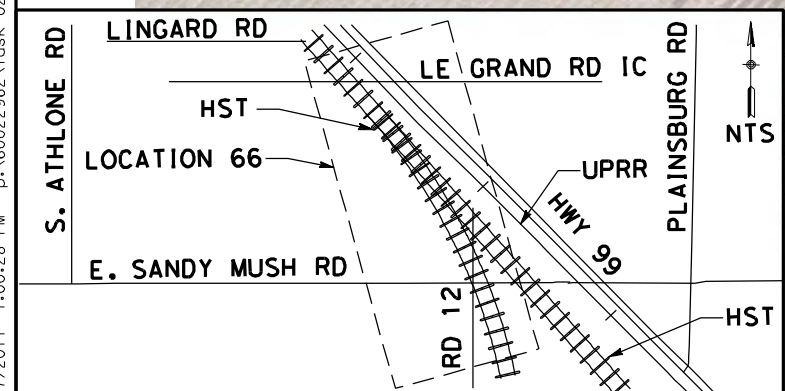 LINGARD RD
LE GRAND RD IC
HST
LOCATION 66
UPRR
HWY 99
S. ATHLONE RD
PLAINSBURG RD
NTS
E. SANDY MUSH RD
RD 12
HST